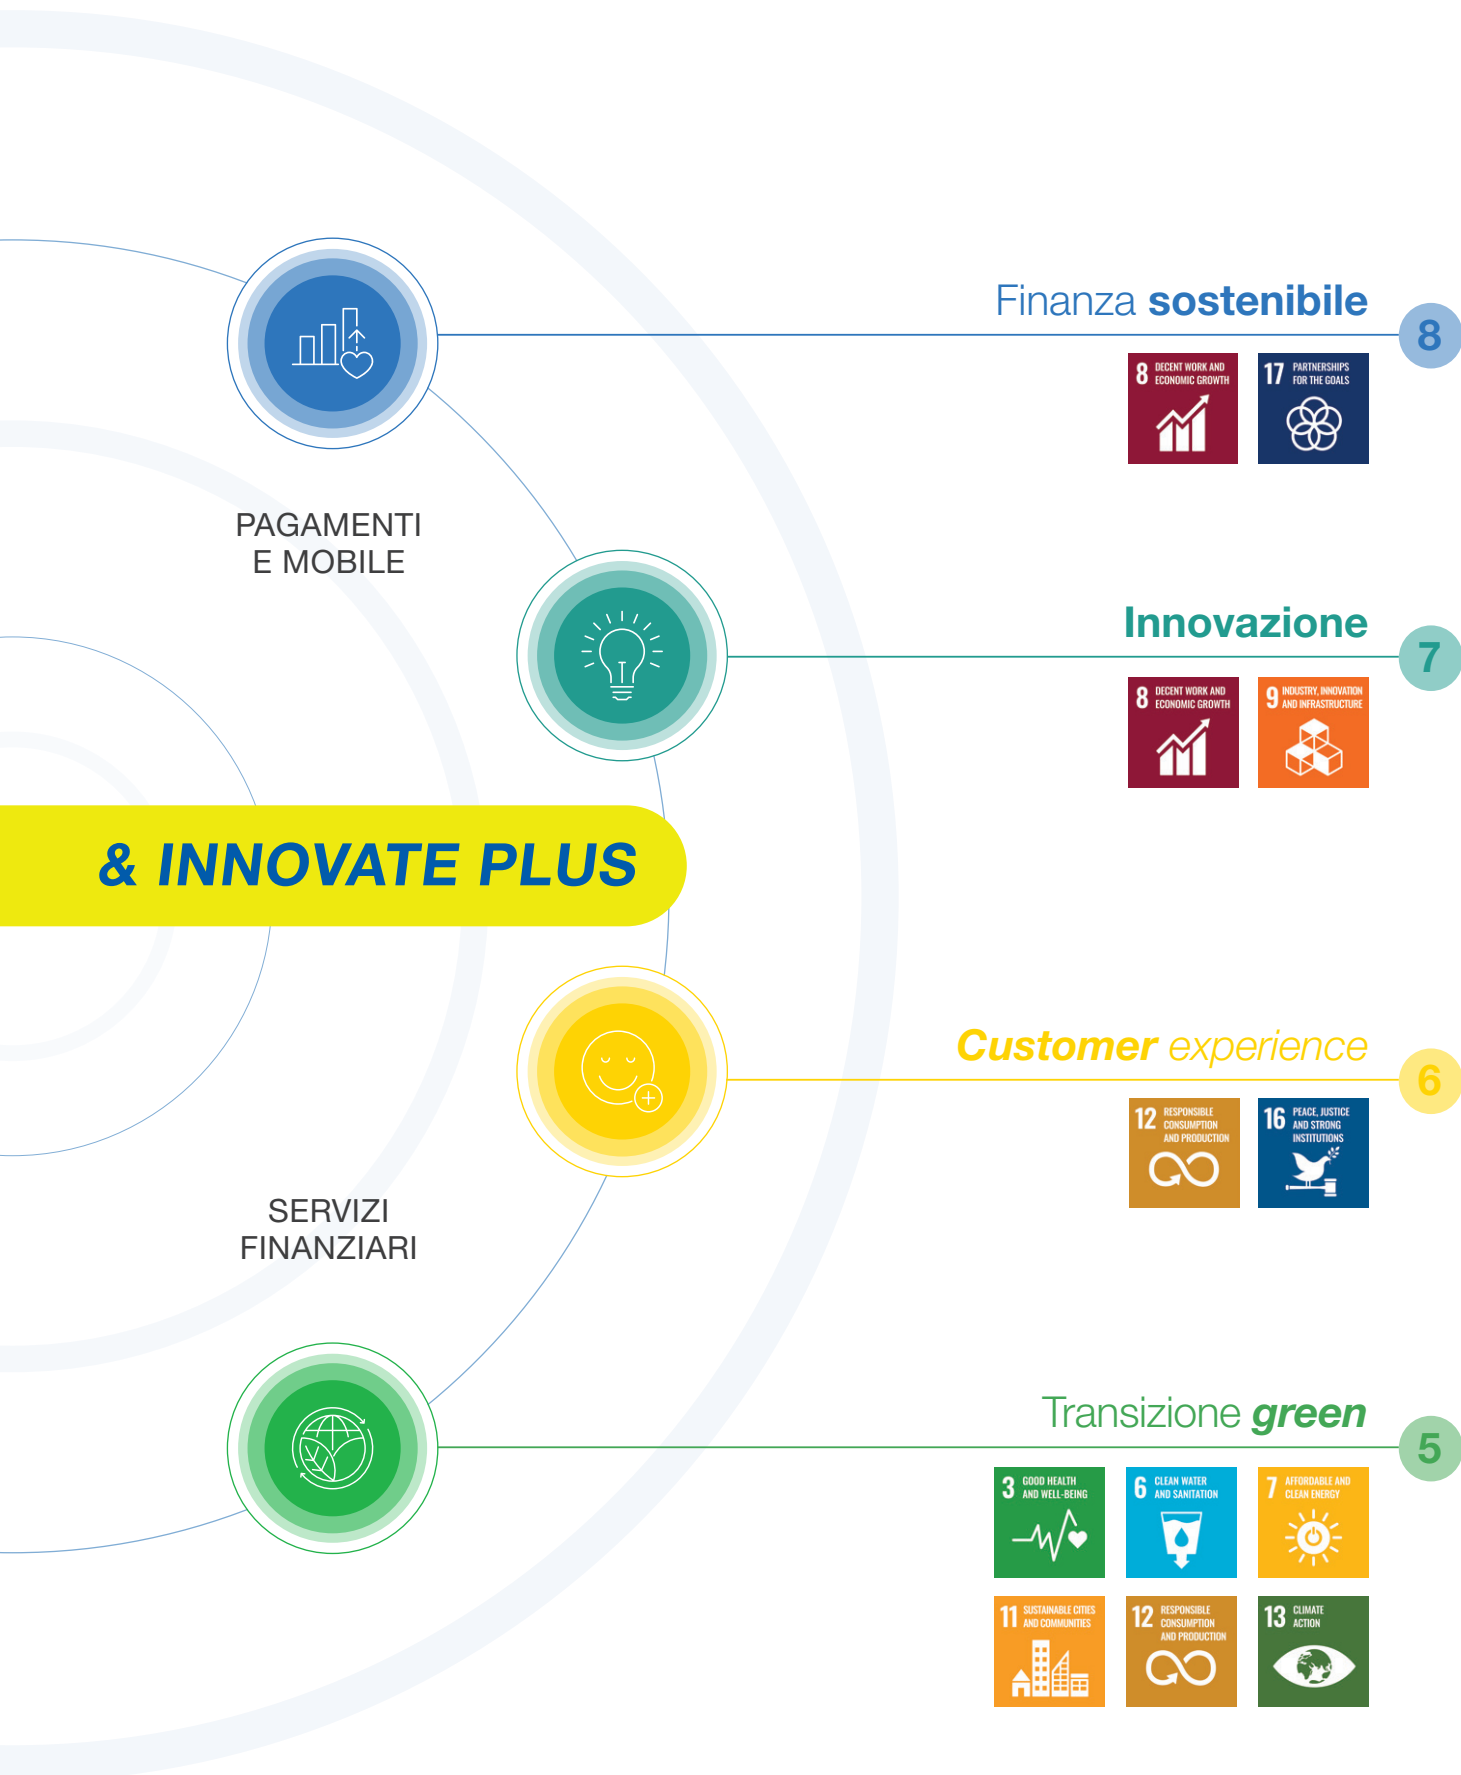 Finanza sostenibile
8
8 DECENT WORK AND
ECONOMIC GROWTH
17 PARTNERSHIPS
FOR THE GOALS
PAGAMENTI
E MOBILE
Innovazione
7
8 DECENT WORK AND
ECONOMIC GROWTH
9 INDUSTRY, INNOVATION
AND INFRASTRUCTURE
& INNOVATE PLUS
Customer experience
6
12 RESPONSIBLE
CONSUMPTION
AND PRODUCTION
16 PEACE, JUSTICE
AND STRONG
INSTITUTIONS
SERVIZI
FINANZIARI
Transizione green
5
3 GOOD HEALTH
AND WELL-BEING
6 CLEAN WATER
AND SANITATION
7 AFFORDABLE AND
CLEAN ENERGY
11 SUSTAINABLE CITIES
AND COMMUNITIES
12 RESPONSIBLE
CONSUMPTION
AND PRODUCTION
13 CLIMATE
ACTION